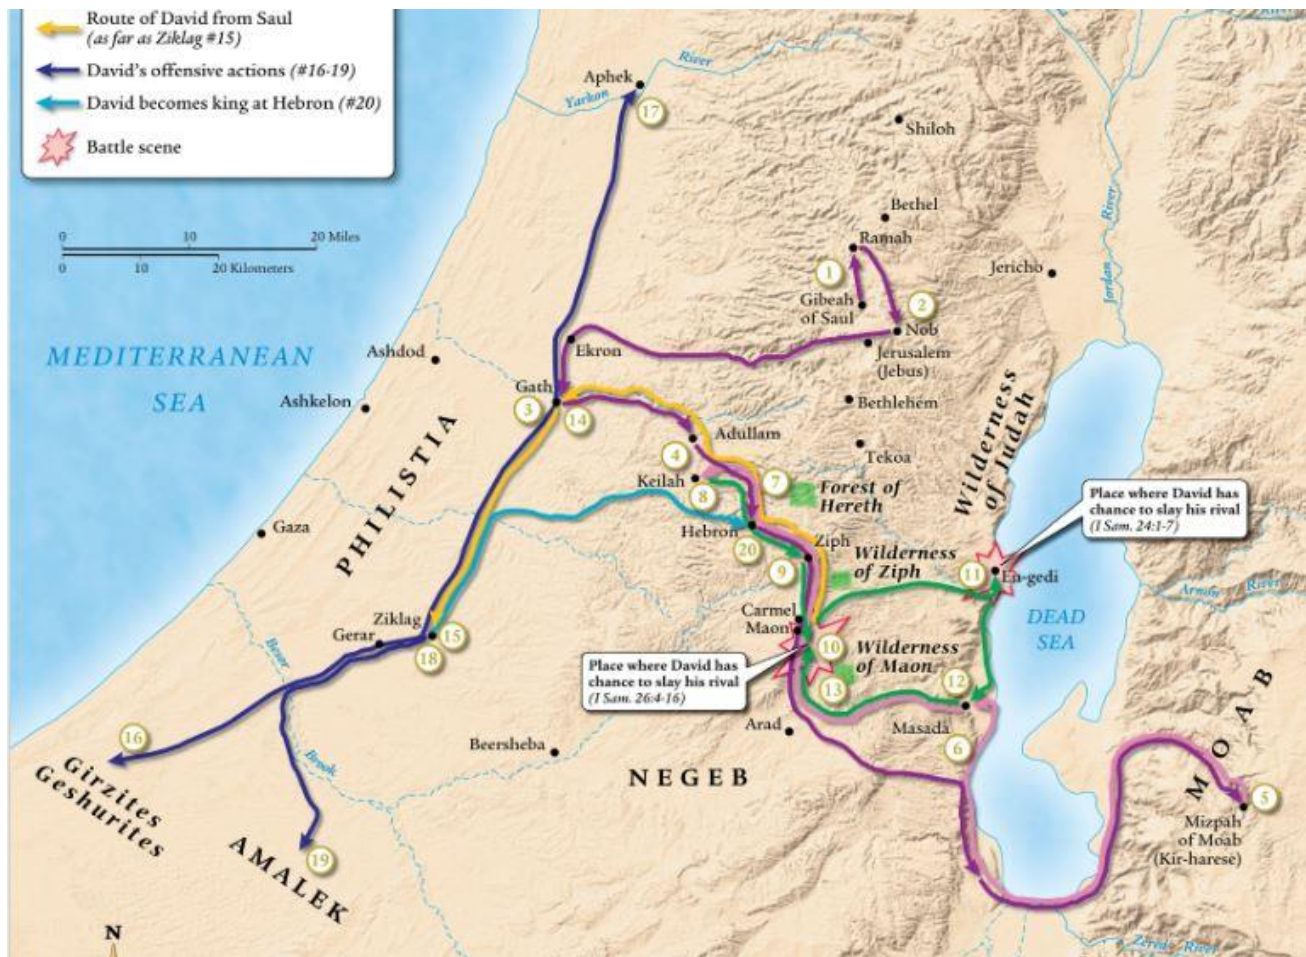 Route of David from Saul
(as far as Ziklag #15)
David's offensive actions (#16-19)
David becomes king at Hebron (#20)
Battle scene
0 10 20 Miles
0 10 20 Kilometers
River
Aphek
Yarkon
17
Shiloh
Bethel
Ramah
Jericho
Jordan River
1
2
Gibeah
of Saul
Nob
Jerusalem
(Jebus)
MEDITERRANEAN
SEA
Ashdod
Ekron
Ashkelon
Gath
3
14
Bethlehem
Adullam
Tekoa
Wilderness
of Judah
PHILISTIA
4
Keilah
8
7
Forest of
Hereth
Place where David has
chance to slay his rival
(I Sam. 24:1-7)
Gaza
Hebron
20
Ziph
9
Wilderness
of Ziph
11
En-gedi
Arnon River
DEAD
SEA
Carmel
Maon
Ziklag
Gerar
15
18
Besor
Brook
10
Wilderness
of Maon
Place where David has
chance to slay his rival
(I Sam. 26:4-16)
13
12
Masada
Arad
6
MOAB
16
Girzites
Geshurites
Beersheba
NEGEB
5
Mizpah
of Moab
(Kir-harese)
AMALEK
19
N
Zered River